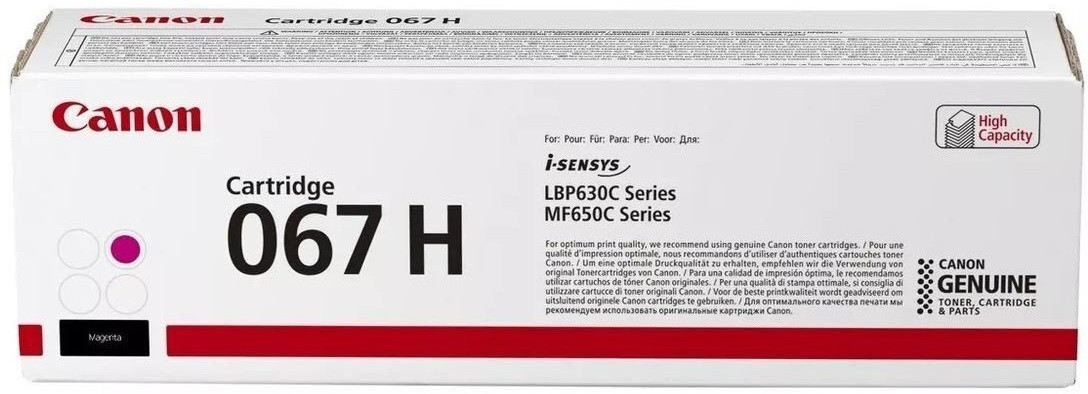 Canon Cartridge 067 H
Canon
High
Capacity
For: Pour: Für: Para: Per: Voor: Для:
i-SENSYS
LBP630C Series
MF650C Series
Cartridge
067 H
For optimum print quality, we recommend using genuine Canon toner cartridges. / Pour une
qualité d'impression optimale, nous recommandons d'utiliser d'authentiques cartouches toner
Canon. / Um eine optimale Druckqualität zu erhalten, empfehlen wir die Verwendung von
original Tonercartridges von Canon. / Para una calidad de impresión óptima, le recomendamos
utilizar cartuchos de tóner Canon originales. / Per una qualità di stampa ottimale, si consiglia di
utilizzare cartucce di toner originali Canon. / Voor de beste printkwaliteit wordt geadviseerd om
uitsluitend originele Canon cartridges te gebruiken. / Для оптимального качества печати мы
рекомендуем использовать оригинальные картриджи Canon.
CANON
GENUINE
TONER, CARTRIDGE
& PARTS
Magenta